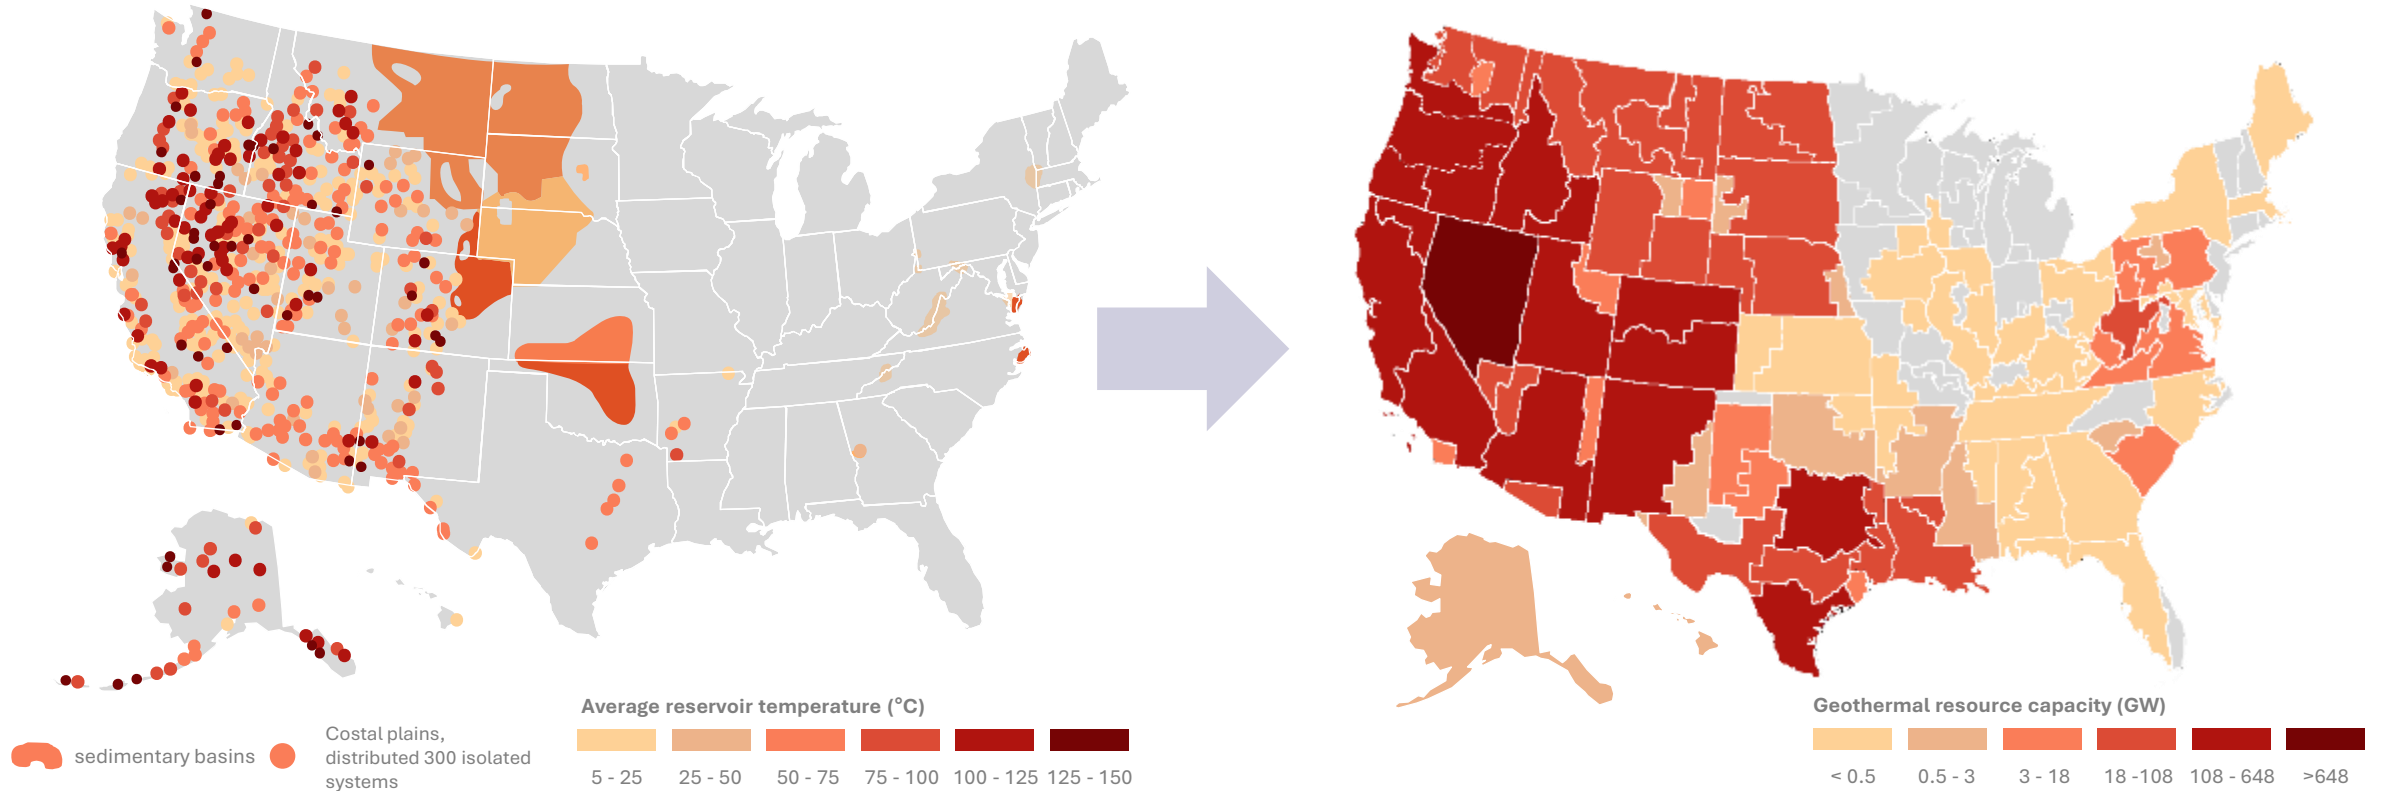 Average reservoir temperature (°C)
5 - 25 25 - 50 50 - 75 75 - 100 100 - 125 125 - 150
sedimentary basins
Costal plains,
distributed 300 isolated
systems
Geothermal resource capacity (GW)
< 0.5 0.5 - 3 3 - 18 18 -108 108 - 648 >648